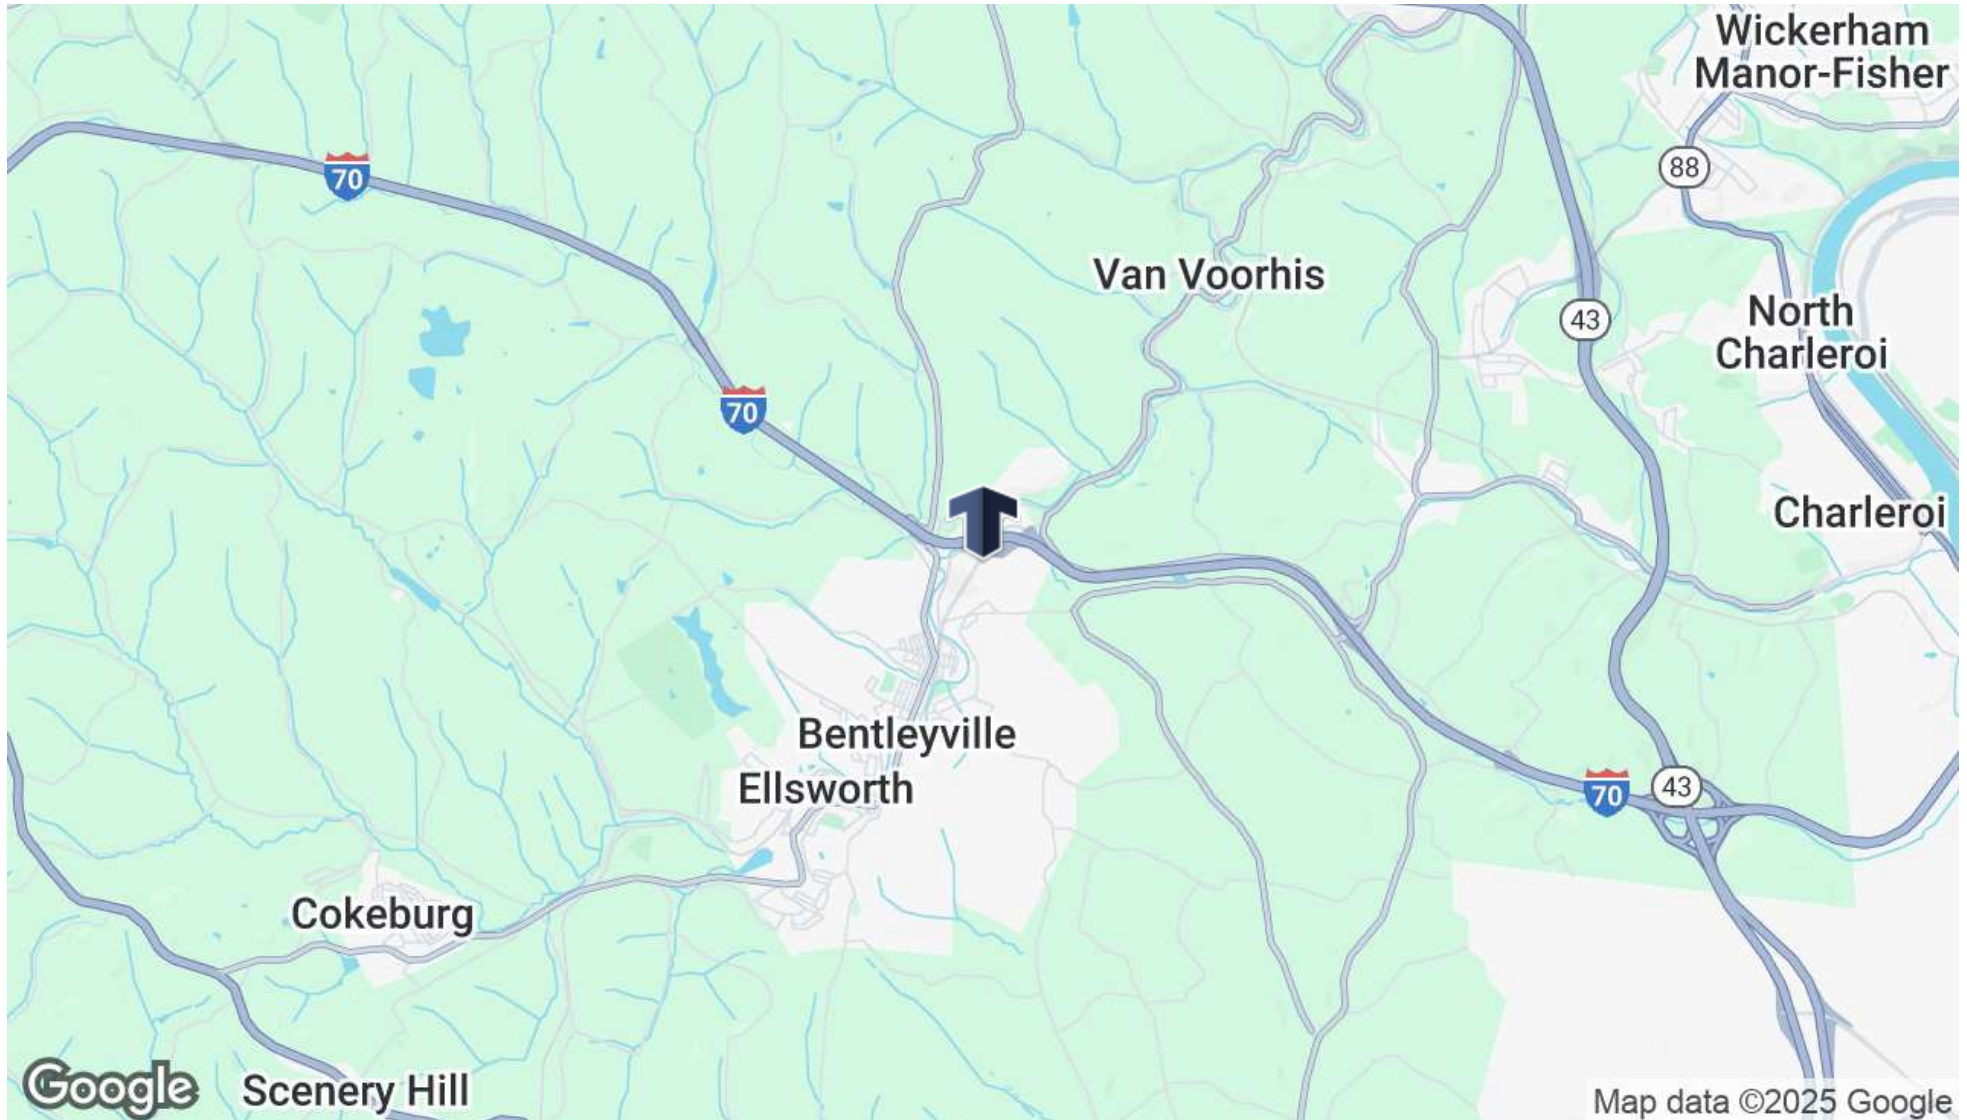 Wickerham
Manor-Fisher
70
88
Van Voorhis
43
North
Charleroi
70
Charleroi
Bentleyville
Ellsworth
70
43
Cokeburg
Google
Scenery Hill
Map data ©2025 Google